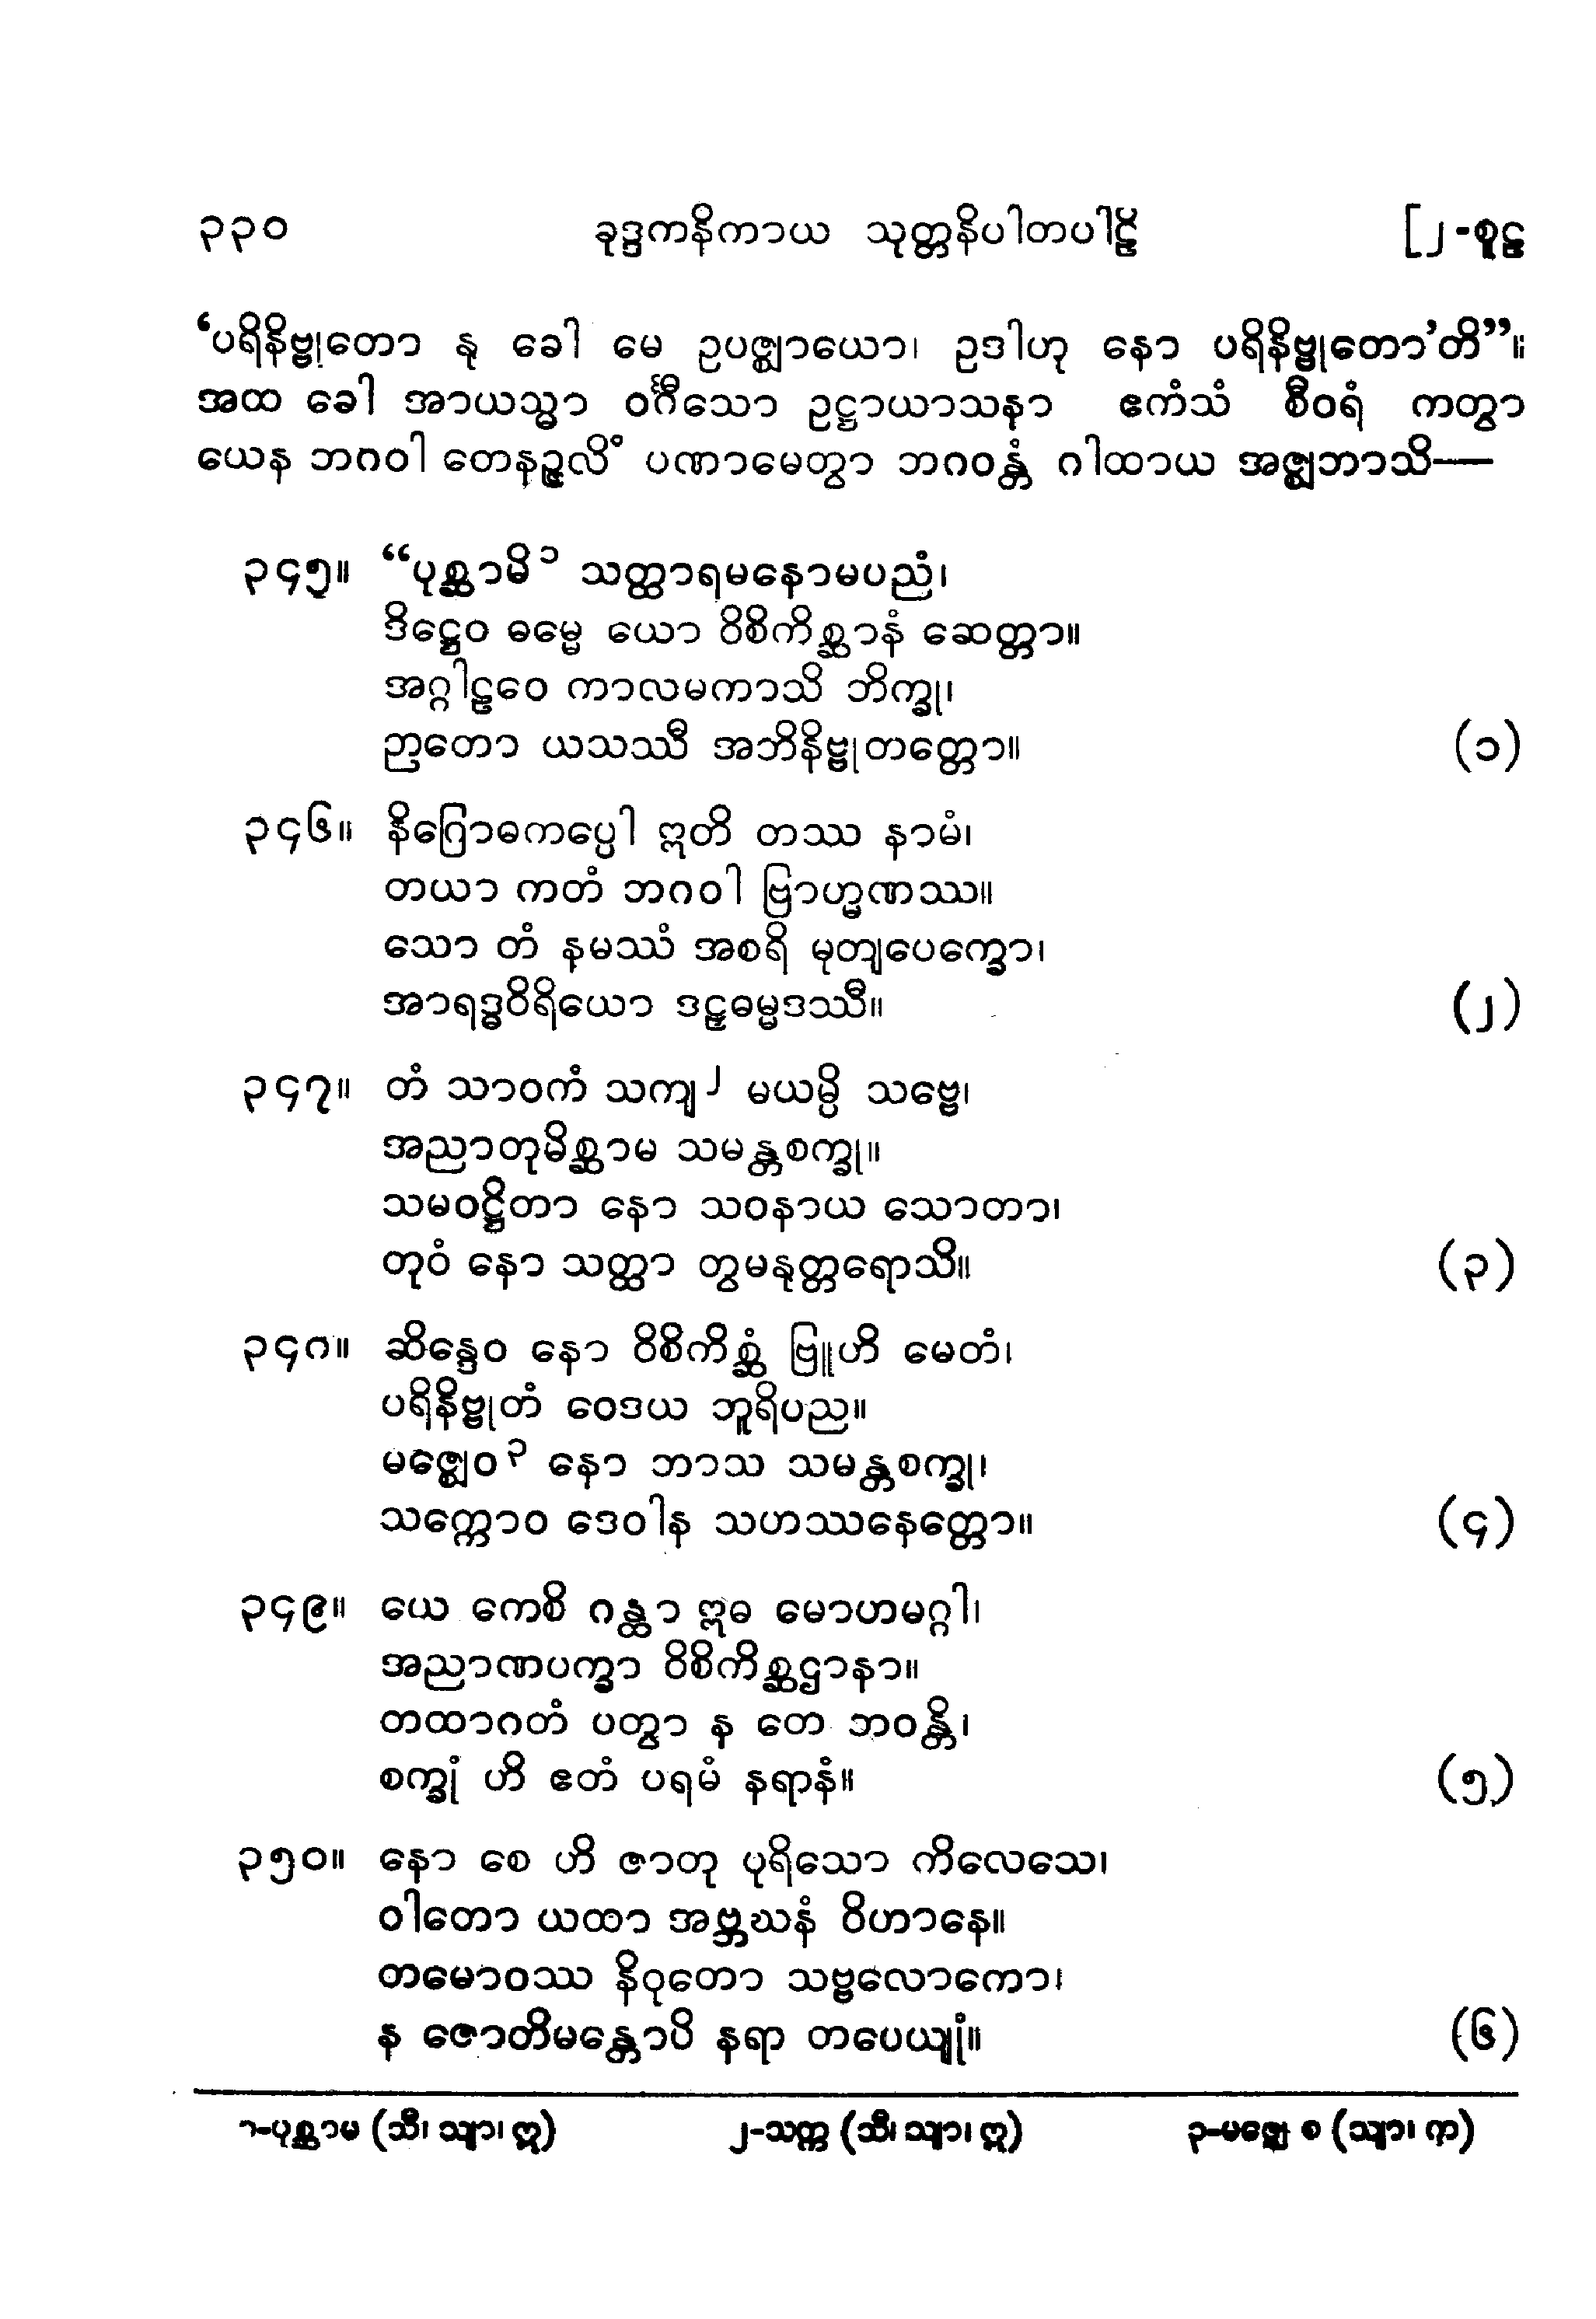 ၃၃၀ ခုဒ္ဒကနိကာယ သုတ္တနိပါတပါဠိ [၂-စူဠ
‘ပရိနိဗ္ဗုတော နု ခေါ မေ ဥပဇ္ဈာယော၊ ဥဒါဟု နော ပရိနိဗ္ဗုတော’တိ”။
အထ ခေါ အာယသ္မာ ဝင်္ဂီသော ဥဋ္ဌာယာသနာ ဧကံသံ စီဝရံ ကတွာ
ယေန ဘဂဝါ တေနဉ္ဇလိံ ပဏာမေတွာ ဘဂဝန္တံ ဂါထာယ အဇ္ဈဘာသိ—
၃၄၅။ “ပုစ္ဆာမိ၁ သတ္ထာရမနောမပညံ၊
ဒိဋ္ဌေဝ ဓမ္မေ ယော ဝိစိကိစ္ဆာနံ ဆေတ္တာ။
အဂ္ဂါဠဝေ ကာလမကာသိ ဘိက္ခု၊
ဉာတော ယသဿီ အဘိနိဗ္ဗုတတ္တော။ (၁)
၃၄၆။ နိဂြောဓကပ္ပေါ ဣတိ တဿ နာမံ၊
တယာ ကတံ ဘဂဝါ ဗြာဟ္မဏဿ။
သော တံ နမဿံ အစရိ မုတျပေက္ခော၊
အာရဒ္ဓဝိရိယော ဒဠှဓမ္မဒဿီ။ (၂)
၃၄၇။ တံ သာဝကံ သကျ၂ မယမ္ပိ သဗ္ဗေ၊
အညာတုမိစ္ဆာမ သမန္တစက္ခု။
သမဝဋ္ဌိတာ နော သဝနာယ သောတာ၊
တုဝံ နော သတ္ထာ တွမနုတ္တရောသိ။ (၃)
၃၄၈။ ဆိန္ဒေဝ နော ဝိစိကိစ္ဆံ ဗြူဟိ မေတံ၊
ပရိနိဗ္ဗုတံ ဝေဒယ ဘူရိပည။
မဇ္ဈေဝ၃ နော ဘာသ သမန္တစက္ခု၊
သက္ကောဝ ဒေဝါန သဟဿနေတ္တော။ (၄)
၃၄၉။ ယေ ကေစိ ဂန္ထာ ဣဓ မောဟမဂ္ဂါ၊
အညာဏပက္ခာ ဝိစိကိစ္ဆဌာနာ။
တထာဂတံ ပတွာ န တေ ဘဝန္တိ၊
စက္ခုံ ဟိ ဧတံ ပရမံ နရာနံ။ (၅)
၃၅၀။ နော စေ ဟိ ဇာတု ပုရိသော ကိလေသေ၊
ဝါတော ယထာ အဗ္ဘဃနံ ဝိဟာနေ။
တမောဝဿ နိဝုတော သဗ္ဗလောကော၊
န ဇောတိမန္တောပိ နရာ တပေယျုံ။ (၆)
၁-ပုစ္ဆာမ (သီ၊ သျာ၊ ဣ) ၂-သက္က (သီ၊ သျာ၊ ဣ) ၃-မဇ္ဈေ စ (သျာ၊ က)